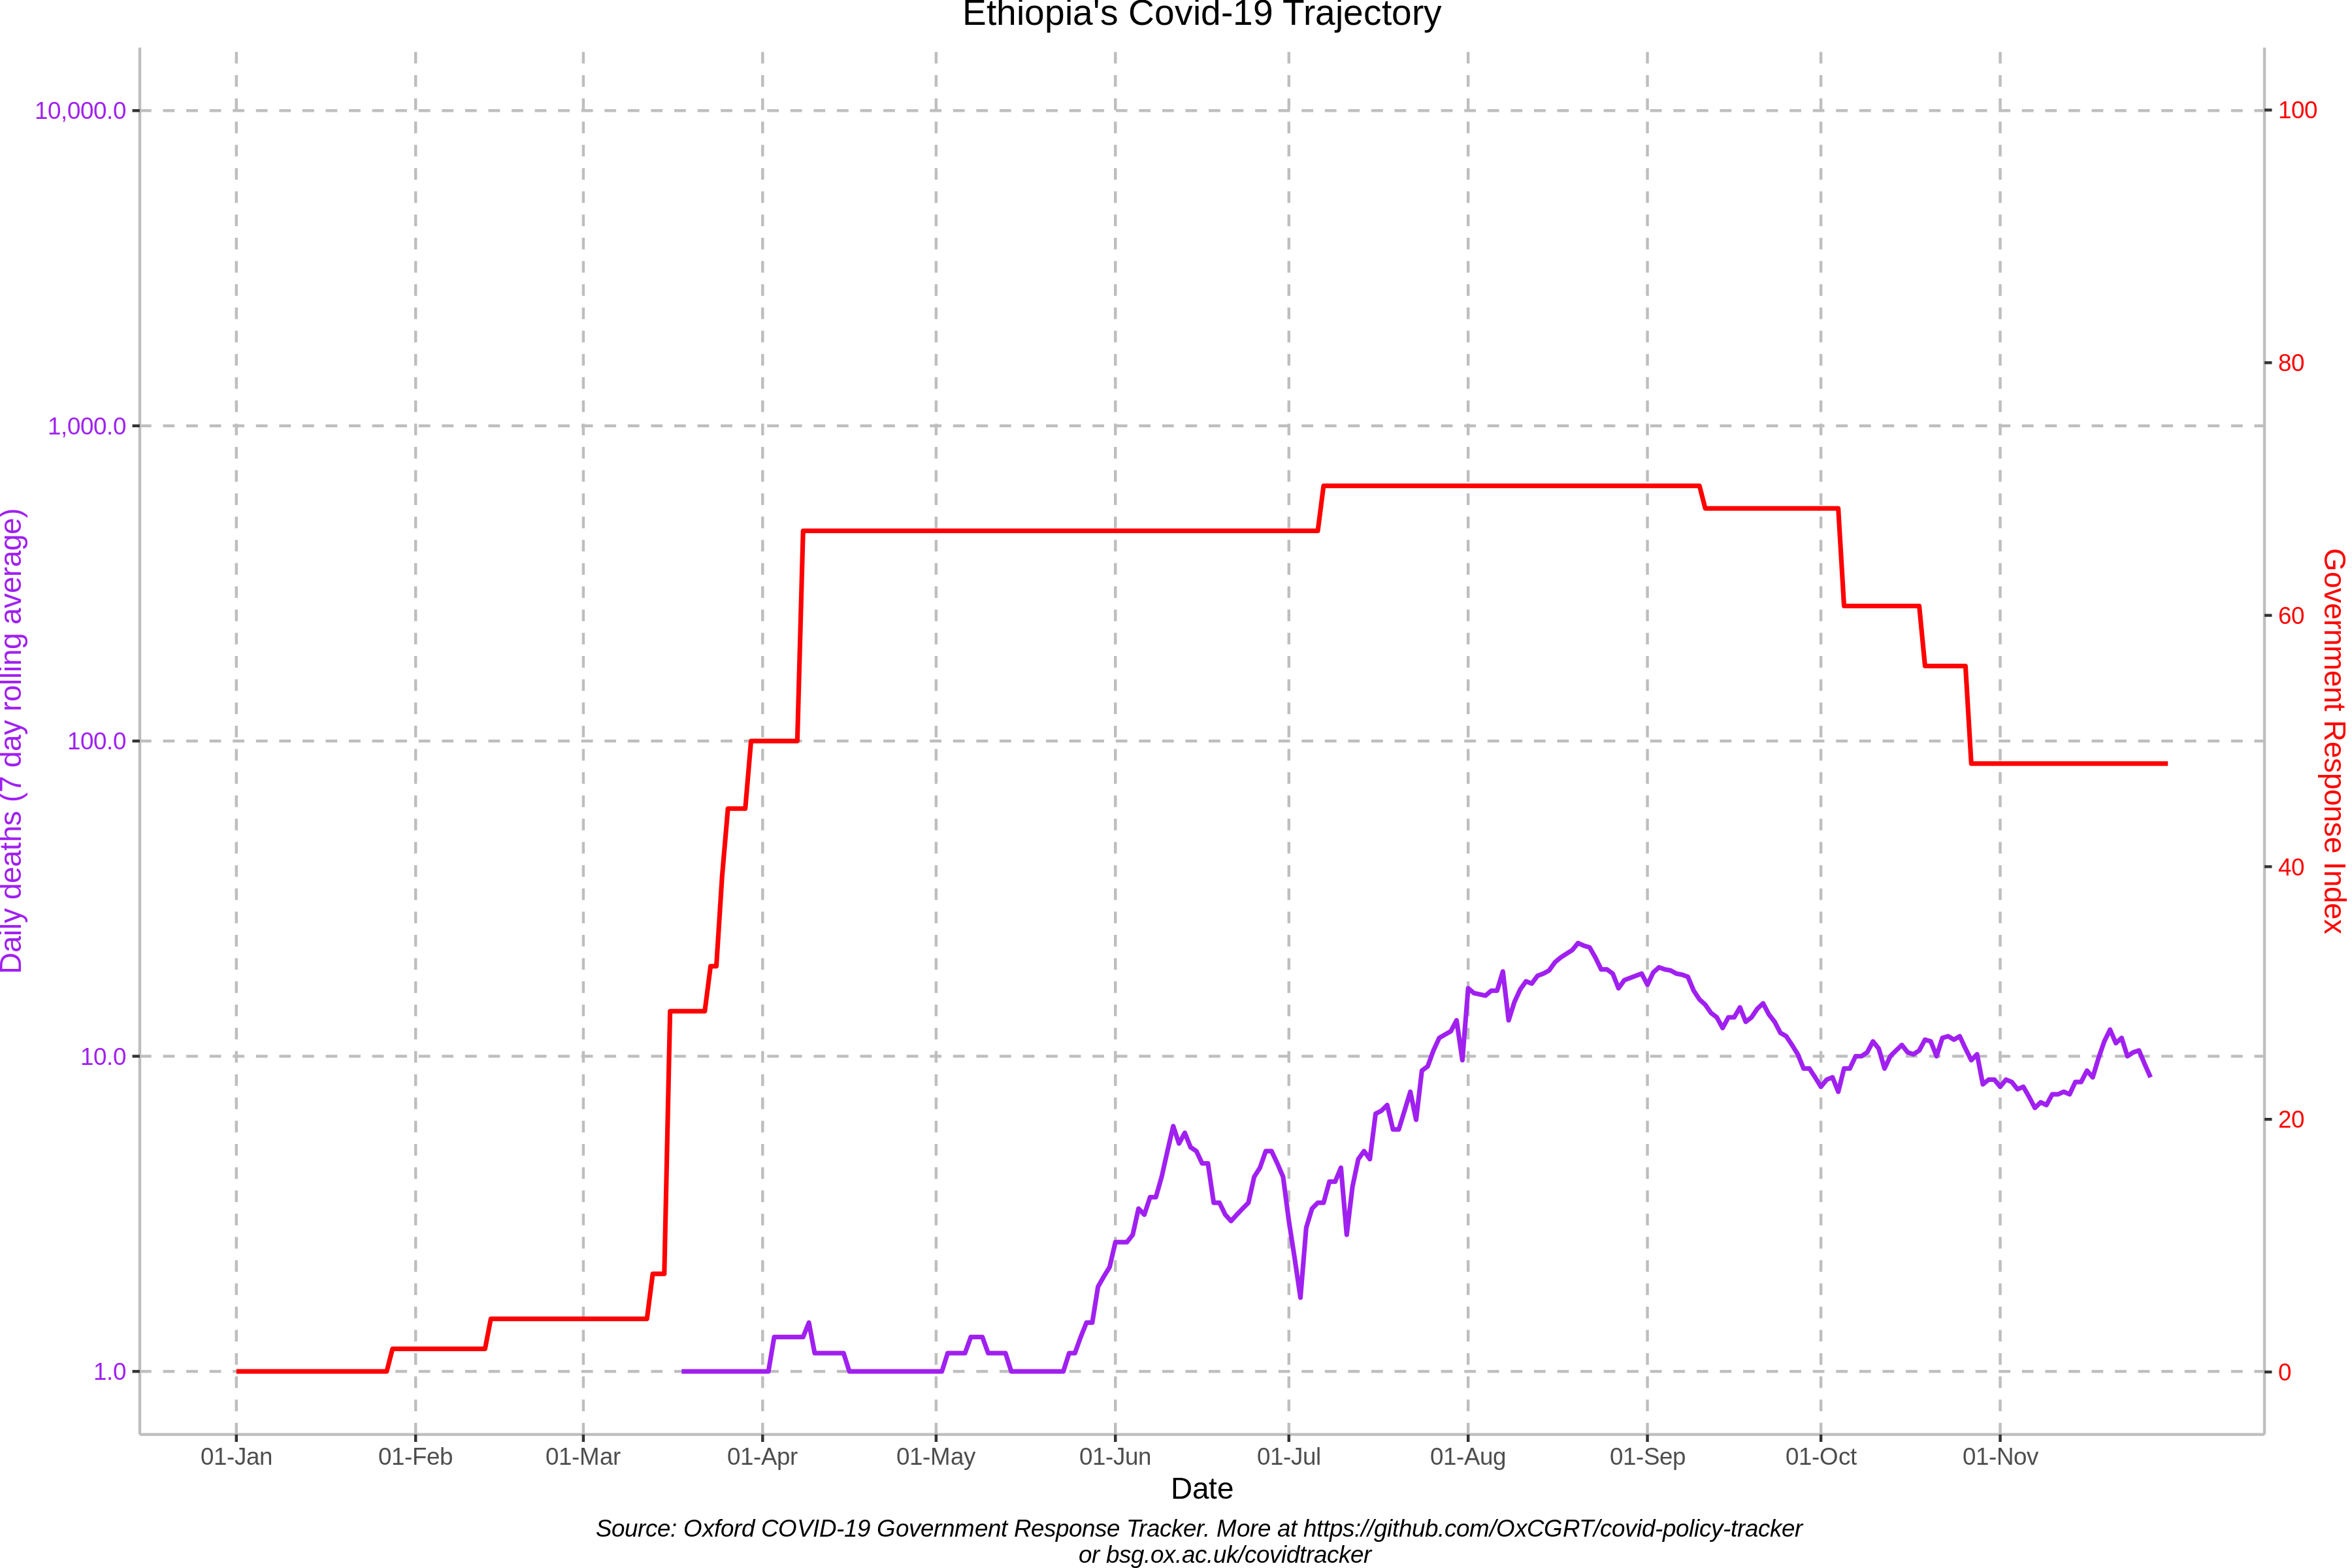 Ethiopia's Covid-19 Trajectory
10,000.0
1,000.0
100.0
10.0
1.0
Daily deaths (7 day rolling average)
100
80
60
40
20
0
Government Response Index
01-Jan 01-Feb 01-Mar 01-Apr 01-May 01-Jun 01-Jul 01-Aug 01-Sep 01-Oct 01-Nov
Date
Source: Oxford COVID-19 Government Response Tracker. More at https://github.com/OxCGRT/covid-policy-tracker
or bsg.ox.ac.uk/covidtracker